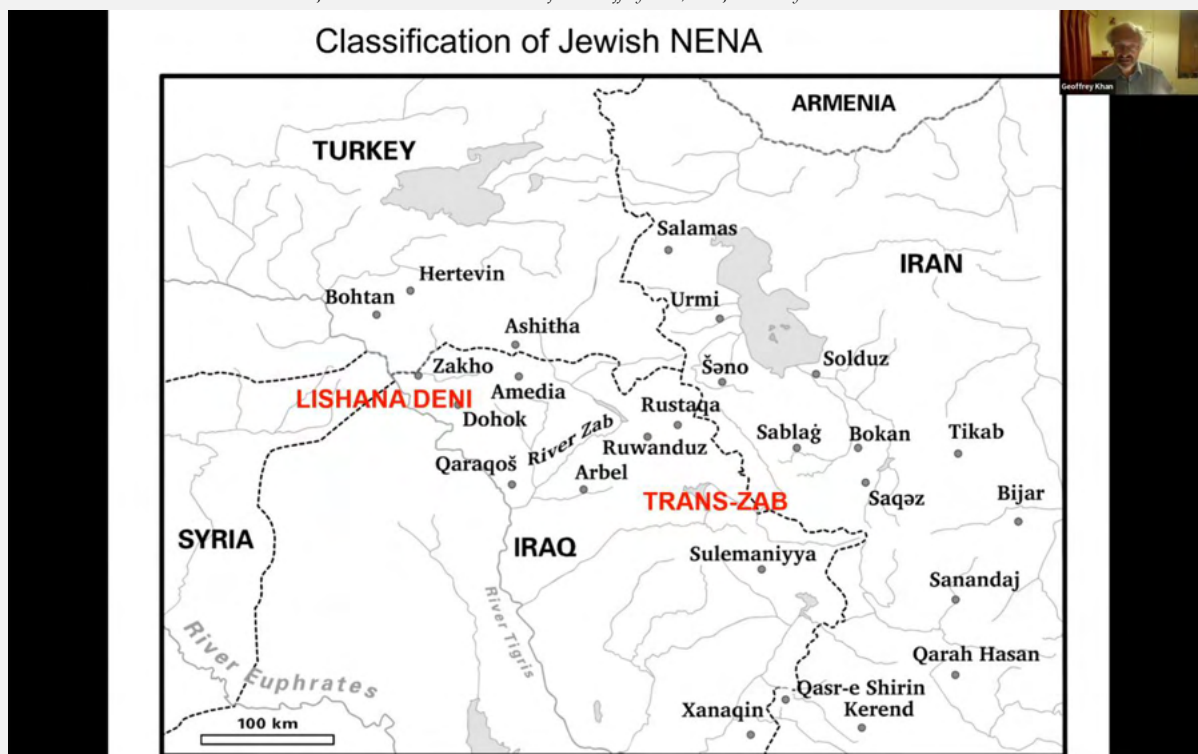 Classification of Jewish NENA
Geoffrey Khan
ARMENIA
TURKEY
Salamas
IRAN
Hertevin
Bohtan
Urmi
Ashitha
Zakho
Šəno
Solduz
LISHANA DENI
Amedia
Dohok
Rustaqa
River Zab
Sablaġ
Bokan
Tikab
Ruwanduz
Qaraqoš
Arbel
Saqəz
TRANS-ZAB
Bijar
SYRIA
IRAQ
Sulemaniyya
Sanandaj
River Tigris
River Euphrates
Qarah Hasan
Qasr-e Shirin
Xanaqin
Kerend
100 km